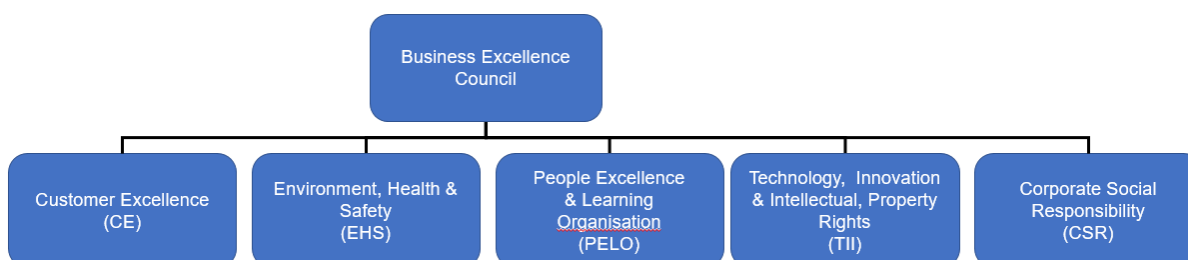 Business Excellence
Council
Customer Excellence
(CE)
Environment, Health &
Safety
(EHS)
People Excellence
& Learning
Organisation
(PELO)
Technology,  Innovation
& Intellectual, Property
Rights
(TII)
Corporate Social
Responsibility
(CSR)